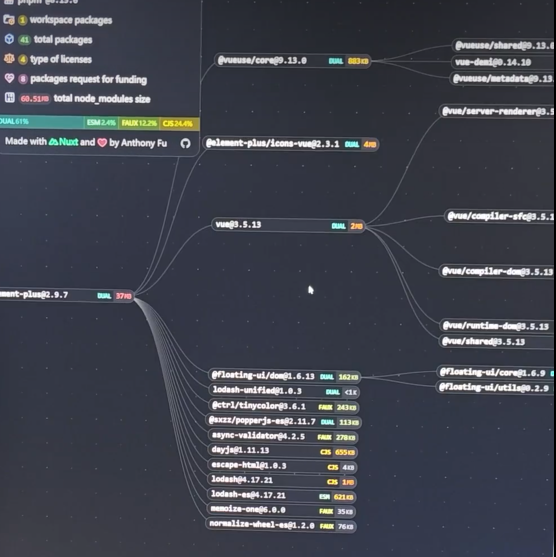 pnpm @8.15.6
1 workspace packages
41 total packages
4 type of licenses
8 packages request for funding
60.51MB total node_modules size
DUAL 61% ESM 2.4% FAUX 12.2% CJS 24.4%
Made with Nuxt and by Anthony Fu
ment-plus@2.9.7 DUAL 37MB
@vueuse/core@9.13.0 DUAL 883KB
@element-plus/icons-vue@2.3.1 DUAL 4MB
vue@3.5.13 DUAL 2MB
@floating-ui/dom@1.6.13 DUAL 162KB
lodash-unified@1.0.3 DUAL <1K
@ctrl/tinycolor@3.6.1 FAUX 243KB
@sxzz/popperjs-es@2.11.7 DUAL 113KB
async-validator@4.2.5 FAUX 278KB
dayjs@1.11.13 CJS 655KB
escape-html@1.0.3 CJS 4KB
lodash@4.17.21 CJS 1MB
lodash-es@4.17.21 ESM 621KB
memoize-one@6.0.0 FAUX 35KB
normalize-wheel-es@1.2.0 FAUX 76KB
@vueuse/shared@9.13.0
vue-demi@0.14.10
@vueuse/metadata@9.13
@vue/server-renderer@3.5
@vue/compiler-sfc@3.5.1
@vue/compiler-dom@3.5.1
@vue/runtime-dom@3.5.13
@vue/shared@3.5.13
@floating-ui/core@1.6.9
@floating-ui/utils@0.2.9